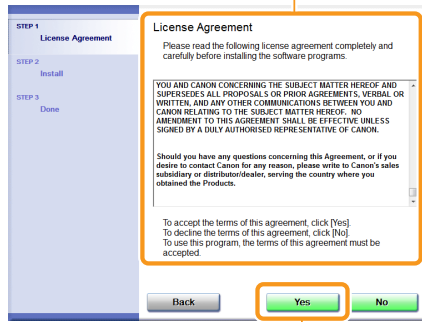 STEP 1
License Agreement
STEP 2
Install
STEP 3
Done
License Agreement
Please read the following license agreement completely and
carefully before installing the software programs.
YOU AND CANON CONCERNING THE SUBJECT MATTER HEREOF AND
SUPERSEDES ALL PROPOSALS OR PRIOR AGREEMENTS, VERBAL OR
WRITTEN, AND ANY OTHER COMMUNICATIONS BETWEEN YOU AND
CANON RELATING TO THE SUBJECT MATTER HEREOF. NO
AMENDMENT TO THIS AGREEMENT SHALL BE EFFECTIVE UNLESS
SIGNED BY A DULY AUTHORISED REPRESENTATIVE OF CANON.
Should you have any questions concerning this Agreement, or if you
desire to contact Canon for any reason, please write to Canon's sales
subsidiary or distributor/dealer, serving the country where you
obtained the Products.
To accept the terms of this agreement, click [Yes].
To decline the terms of this agreement, click [No].
To use this program, the terms of this agreement must be
accepted.
Back
Yes
No